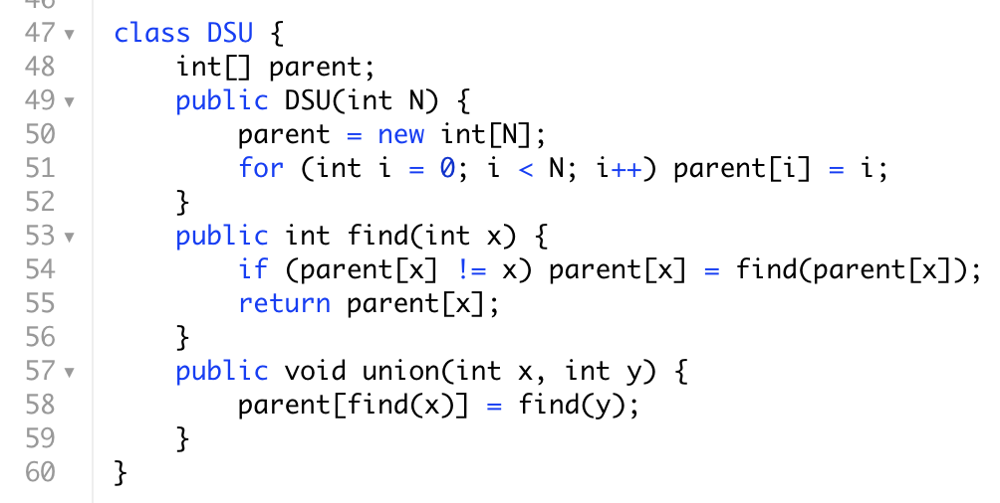 46
47 ▼ class DSU {
48     int[] parent;
49 ▼     public DSU(int N) {
50         parent = new int[N];
51         for (int i = 0; i < N; i++) parent[i] = i;
52     }
53 ▼     public int find(int x) {
54         if (parent[x] != x) parent[x] = find(parent[x]);
55         return parent[x];
56     }
57 ▼     public void union(int x, int y) {
58         parent[find(x)] = find(y);
59     }
60 }